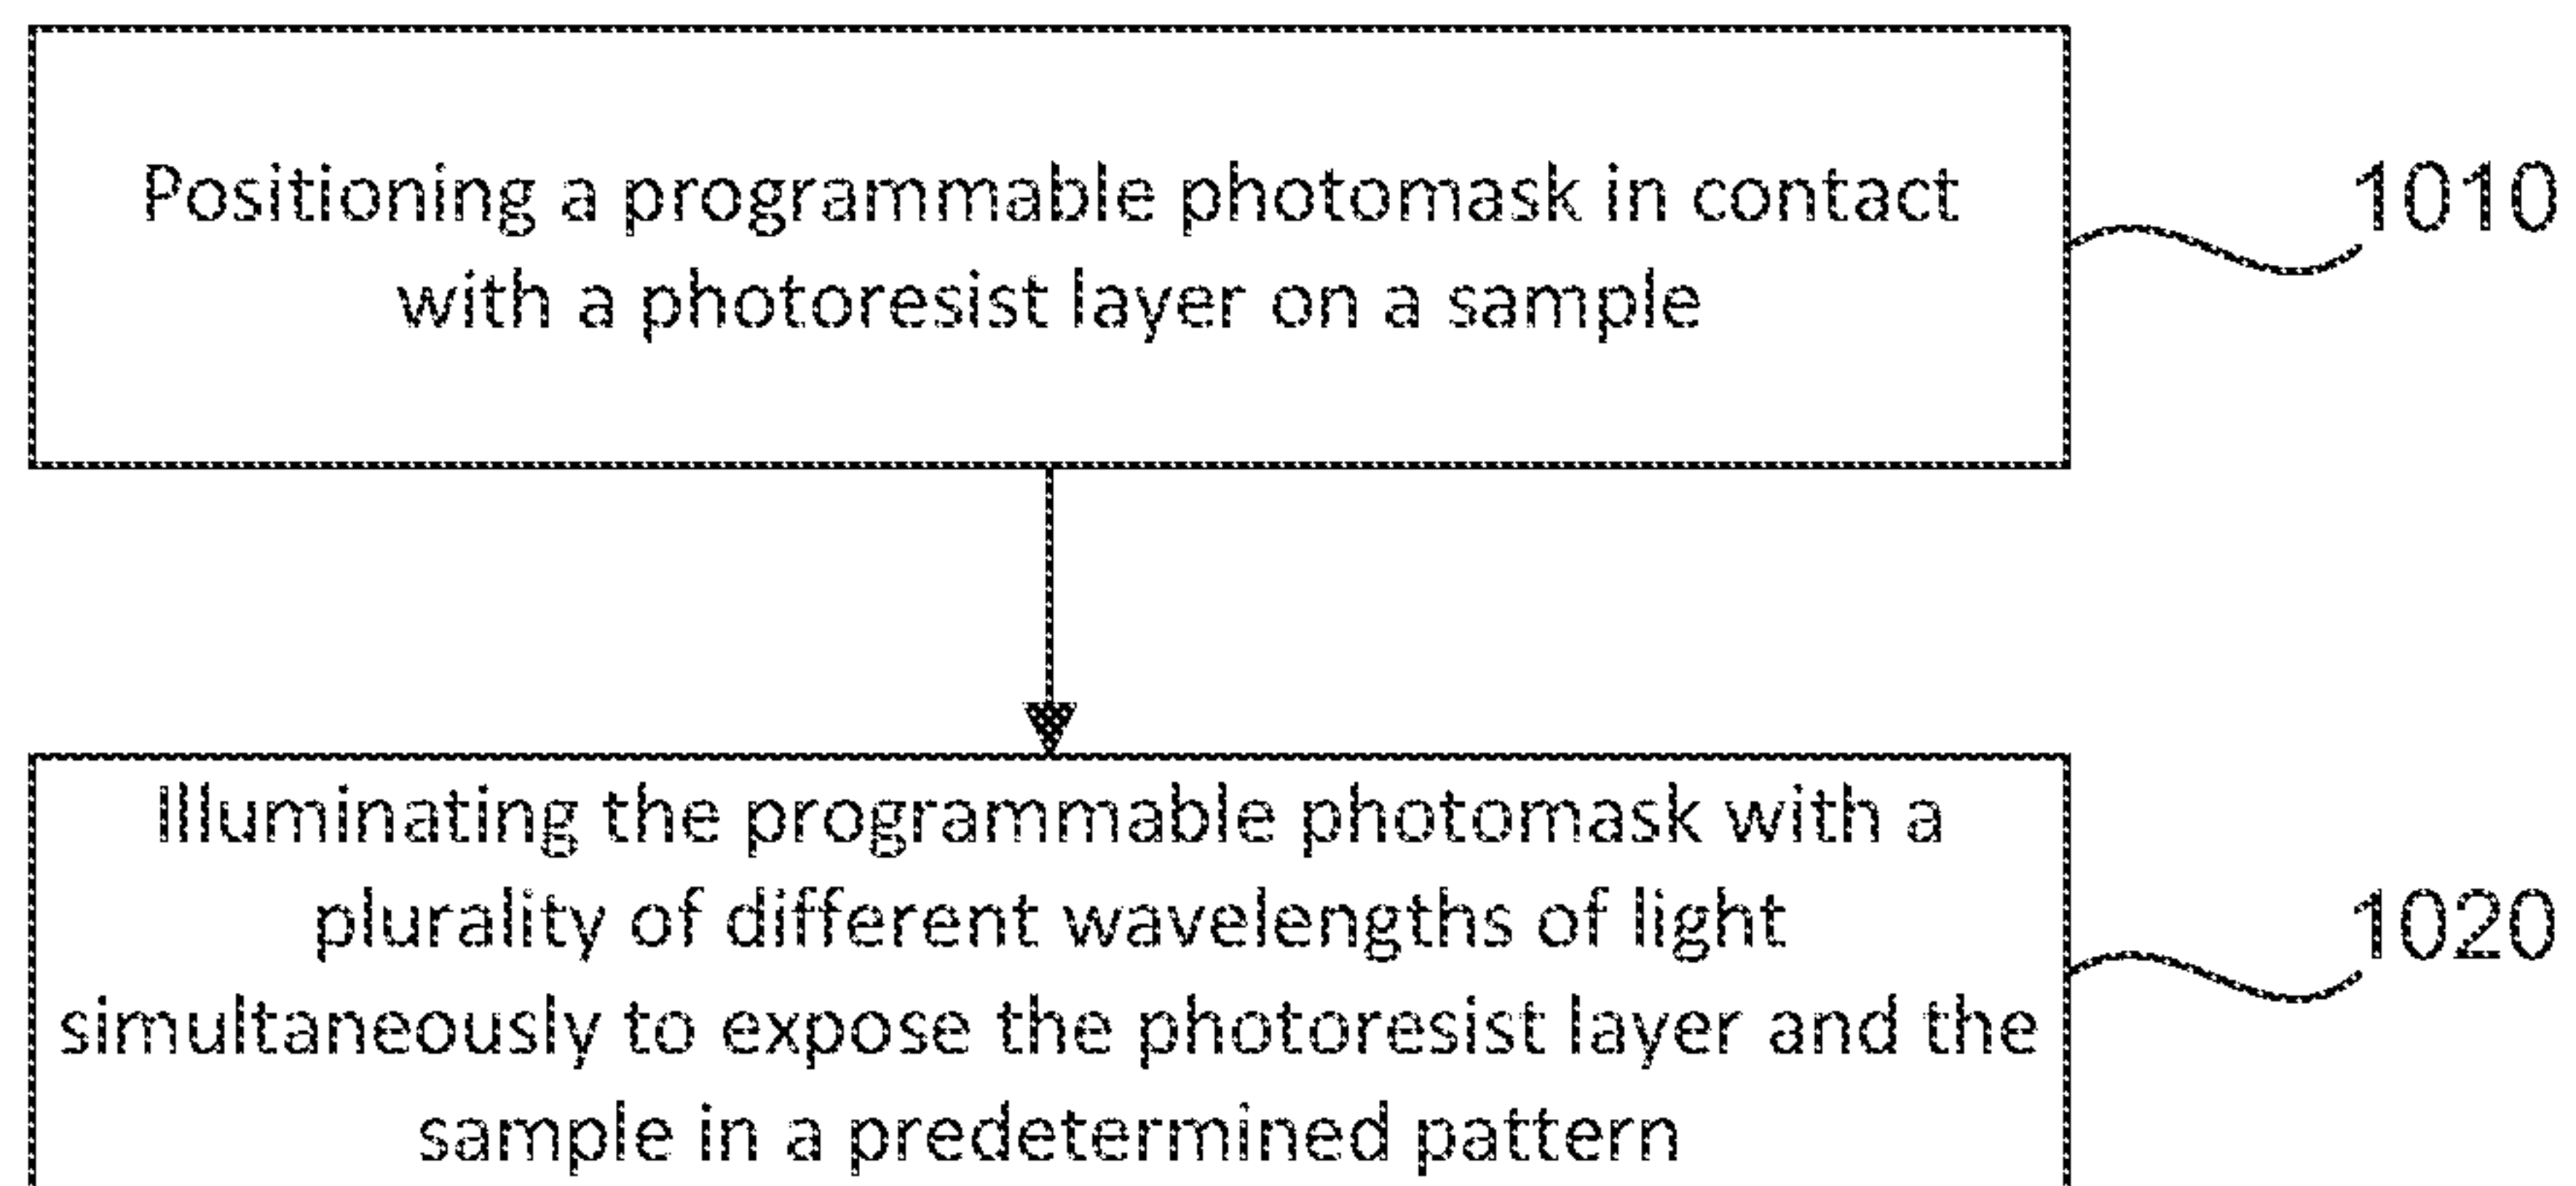 Positioning a programmable photomask in contact
with a photoresist layer on a sample
1010
Illuminating the programmable photomask with a
plurality of different wavelengths of light
simultaneously to expose the photoresist layer and the
sample in a predetermined pattern
1020